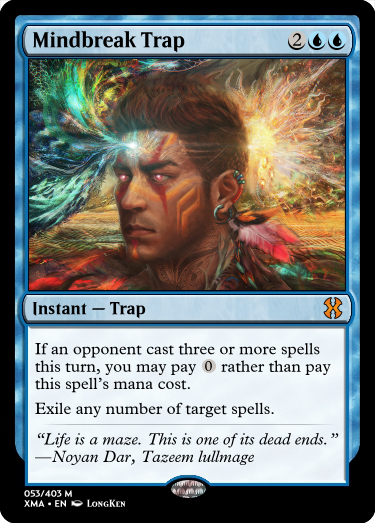 Mindbreak Trap 2
Instant — Trap
If an opponent cast three or more spells
this turn, you may pay 0 rather than pay
this spell's mana cost.
Exile any number of target spells.
“Life is a maze. This is one of its dead ends.”
—Noyan Dar, Tazeem lullmage
053/403 M
XMA • EN LongKen